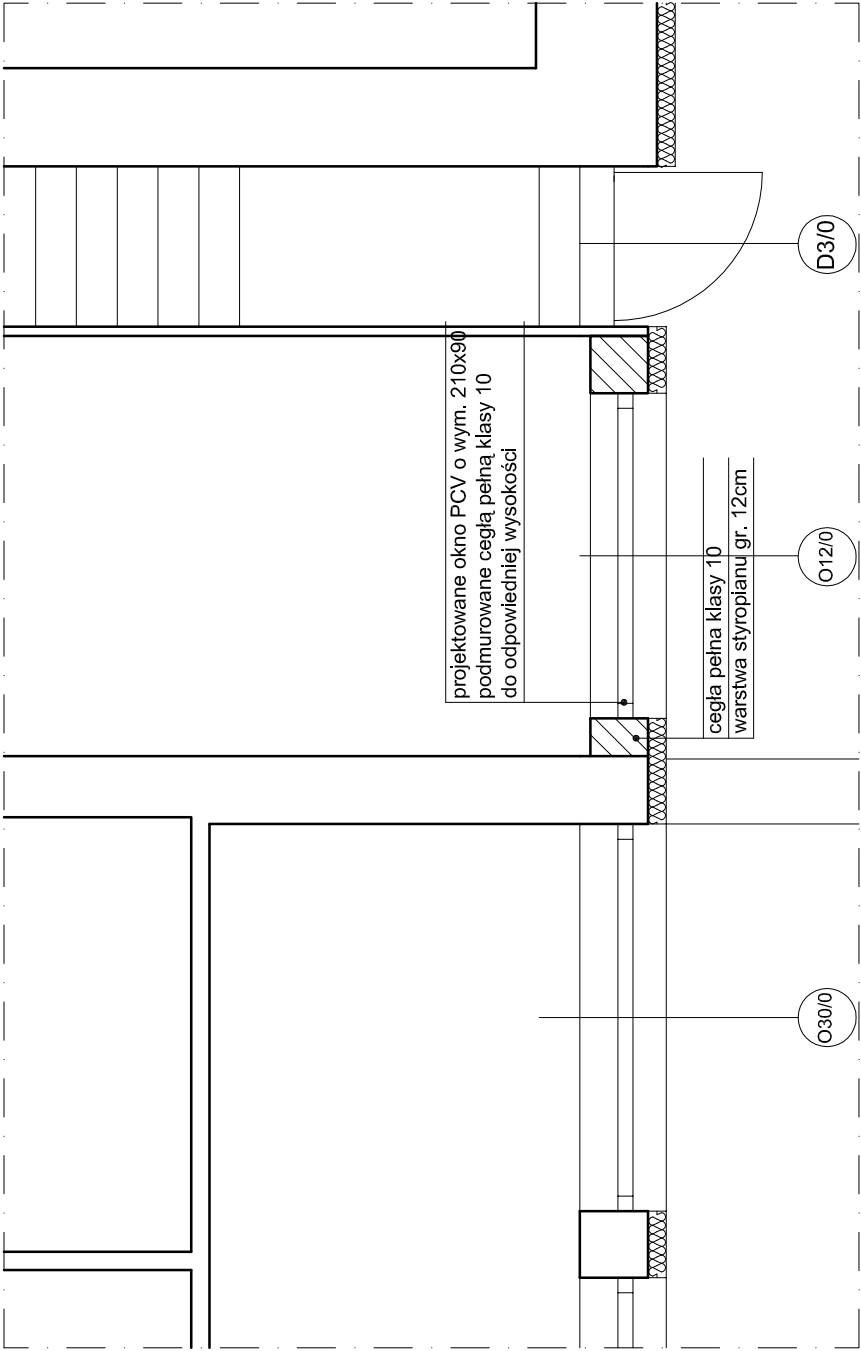 projektowane okno PCV o wym. 210x90
podmurowane cegłą pełną klasy 10
do odpowiedniej wysokości
cegła pełna klasy 10
warstwa styropianu gr. 12cm
D3/0
O12/0
O30/0